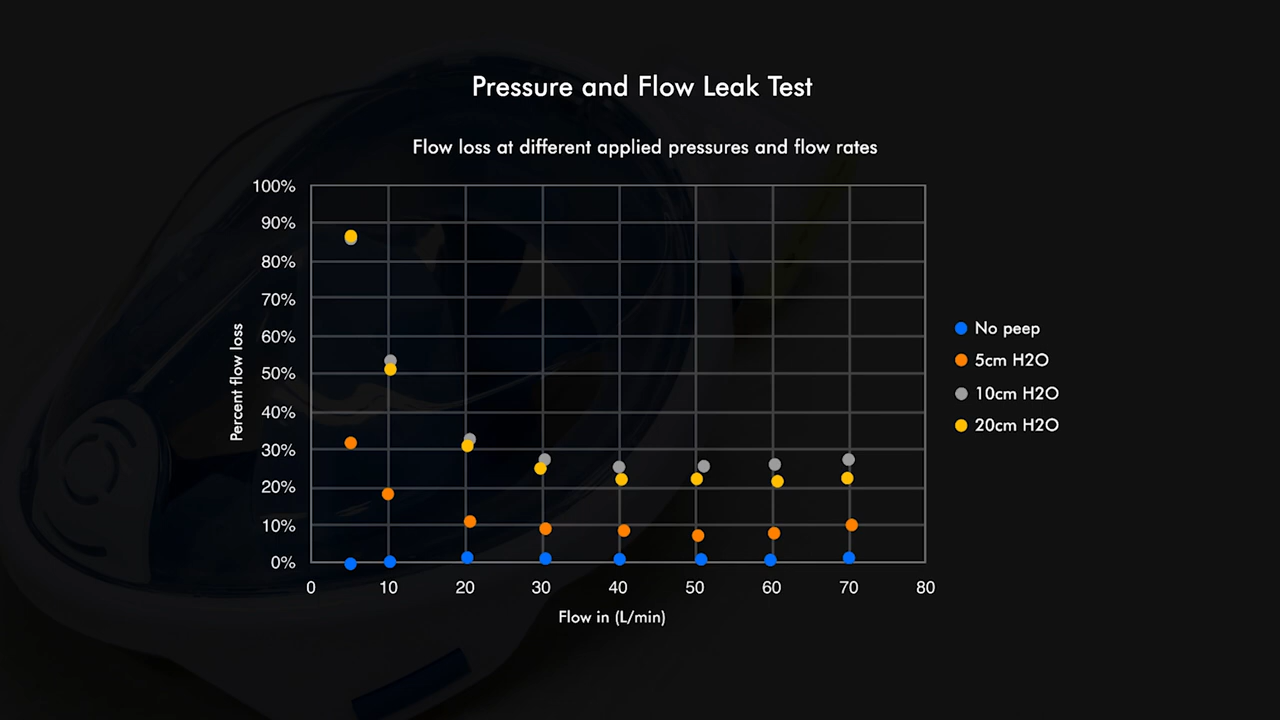 Pressure and Flow Leak Test
Flow loss at different applied pressures and flow rates
100%
90%
80%
70%
60%
50%
40%
30%
20%
10%
0%
Percent flow loss
0 10 20 30 40 50 60 70 80
Flow in (L/min)
No peep
5cm H2O
10cm H2O
20cm H2O